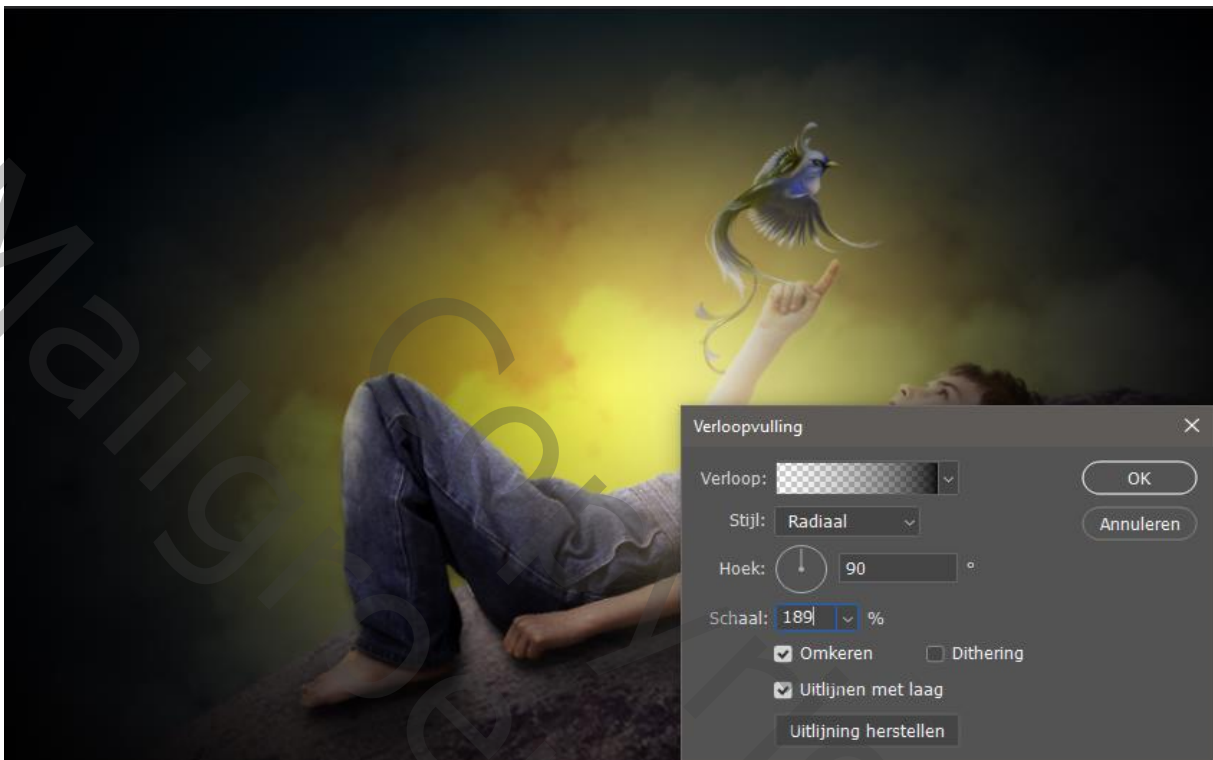 Verloopvulling
Verloop:
OK
Stijl: Radiaal
Annuleren
Hoek: 90 °
Schaal: 189 %
Omkeren Dithering
Uitlijnen met laag
Uitlijning herstellen